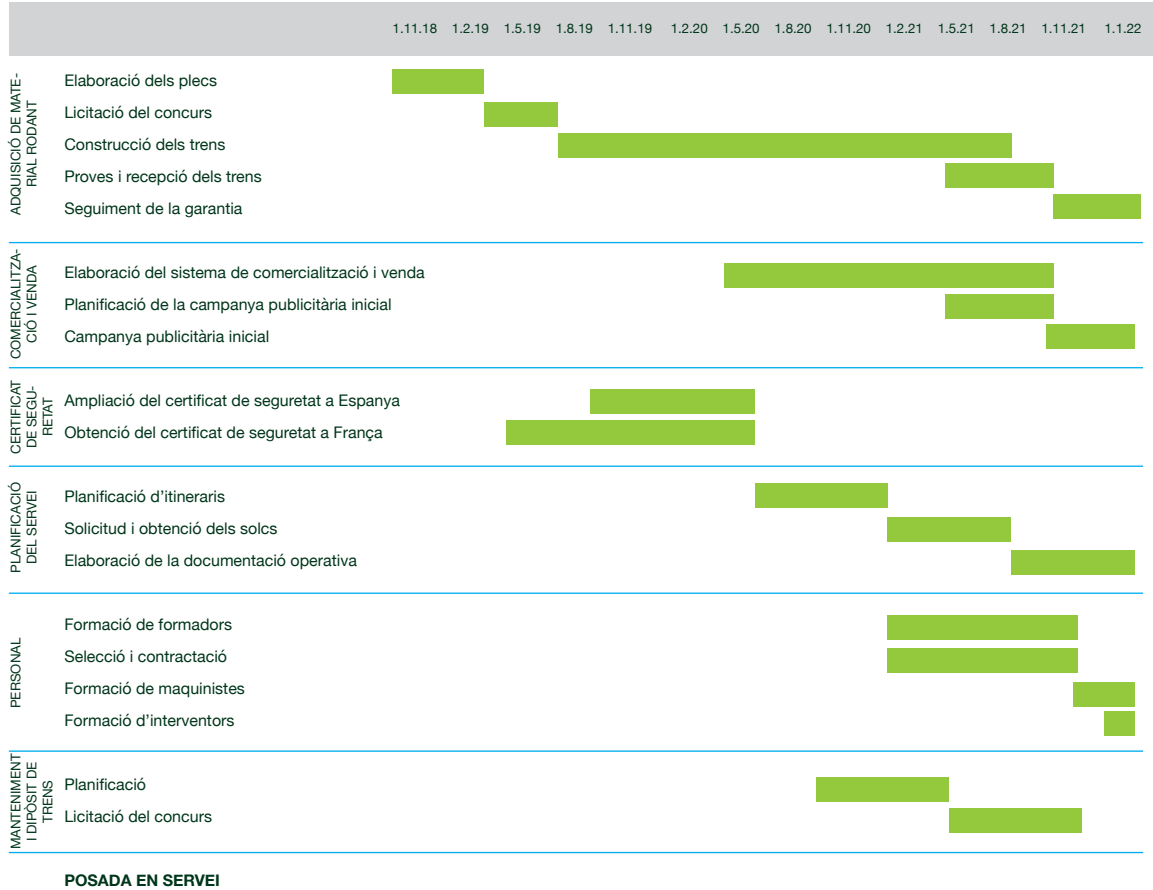 1.11.18 1.2.19 1.5.19 1.8.19 1.11.19 1.2.20 1.5.20 1.8.20 1.11.20 1.2.21 1.5.21 1.8.21 1.11.21 1.1.22
ADQUISICIÓ DE MATE-
RIAL RODANT
Elaboració dels plecs
Licitació del concurs
Construcció dels trens
Proves i recepció dels trens
Seguiment de la garantia
COMERCIALITZA-
CIÓ I VENDA
Elaboració del sistema de comercialització i venda
Planificació de la campanya publicitària inicial
Campanya publicitària inicial
CERTIFICAT
DE SEGU-
RETAT
Ampliació del certificat de seguretat a Espanya
Obtenció del certificat de seguretat a França
PLANIFICACIÓ
DEL SERVEI
Planificació d'itineraris
Solicitud i obtenció dels solcs
Elaboració de la documentació operativa
PERSONAL
Formació de formadors
Selecció i contractació
Formació de maquinistes
Formació d'interventors
MANTENIMENT
I DIPÒSIT DE
TRENS
Planificació
Licitació del concurs
POSADA EN SERVEI